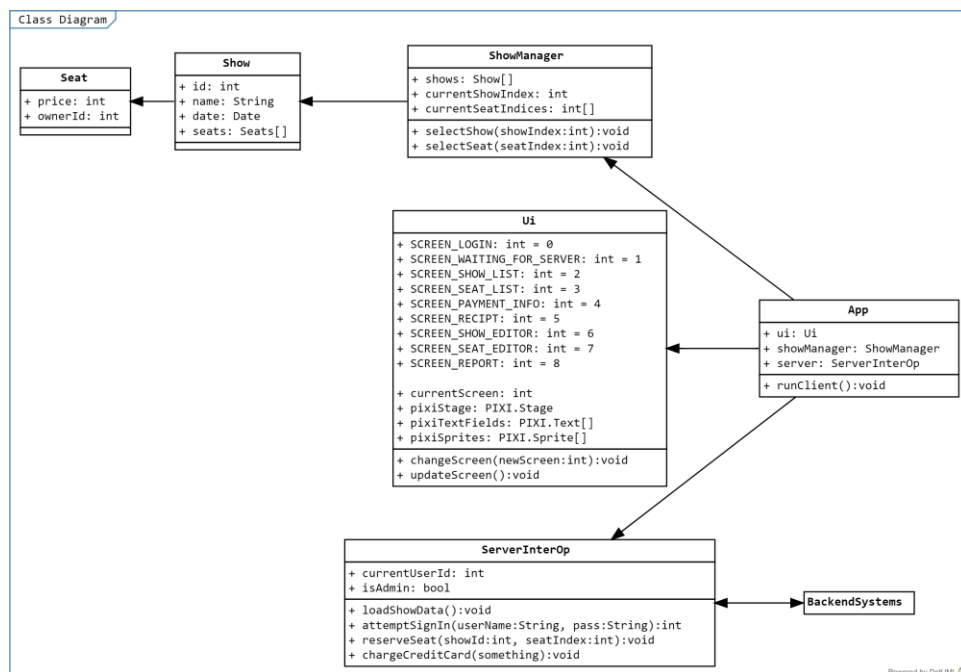 Class Diagram
Seat
+ price: int
+ ownerId: int
Show
+ id: int
+ name: String
+ date: Date
+ seats: Seats[]
ShowManager
+ shows: Show[]
+ currentShowIndex: int
+ currentSeatIndices: int[]
+ selectShow(showIndex:int):void
+ selectSeat(seatIndex:int):void
Ui
+ SCREEN_LOGIN: int = 0
+ SCREEN_WAITING_FOR_SERVER: int = 1
+ SCREEN_SHOW_LIST: int = 2
+ SCREEN_SEAT_LIST: int = 3
+ SCREEN_PAYMENT_INFO: int = 4
+ SCREEN_RECIPT: int = 5
+ SCREEN_SHOW_EDITOR: int = 6
+ SCREEN_SEAT_EDITOR: int = 7
+ SCREEN_REPORT: int = 8
+ currentScreen: int
+ pixiStage: PIXI.Stage
+ pixiTextFields: PIXI.Text[]
+ pixiSprites: PIXI.Sprite[]
+ changeScreen(newScreen:int):void
+ updateScreen():void
App
+ ui: Ui
+ showManager: ShowManager
+ server: ServerInterOp
+ runClient():void
ServerInterOp
+ currentUserId: int
+ isAdmin: bool
+ loadShowData():void
+ attemptSignIn(userName:String, pass:String):int
+ reserveSeat(showId:int, seatIndex:int):void
+ chargeCreditCard(something):void
BackendSystems